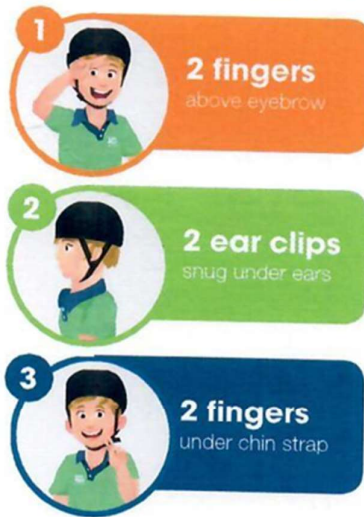 1
2 fingers
above eyebrow
2
2 ear clips
snug under ears
3
2 fingers
under chin strap